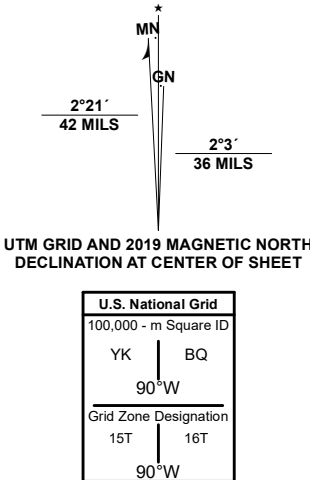 ★
MN
GN
2°21´
42 MILS
2°3´
36 MILS
UTM GRID AND 2019 MAGNETIC NORTH
DECLINATION AT CENTER OF SHEET
U.S. National Grid
100,000 - m Square ID
YK BQ
90°W
Grid Zone Designation
15T 16T
90°W